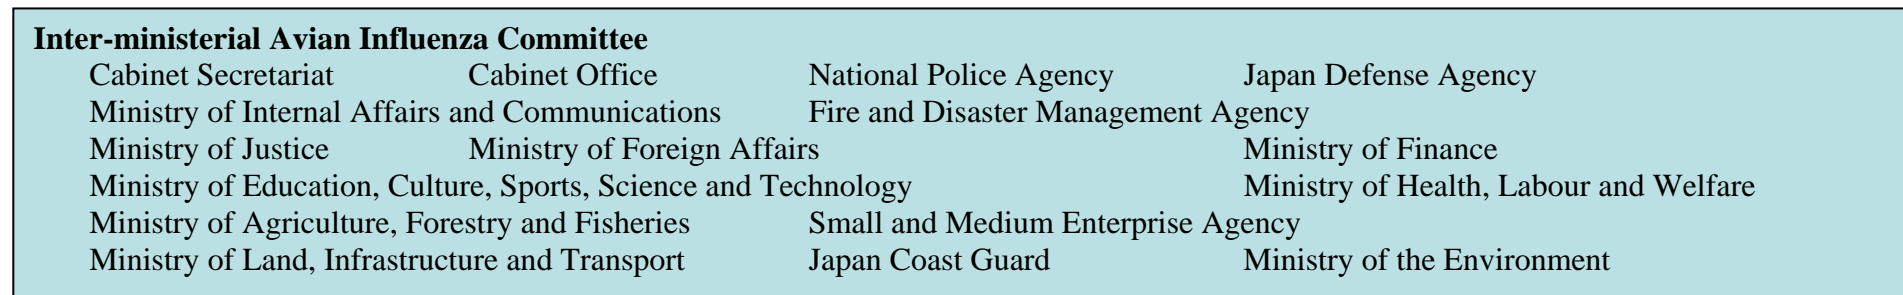 Inter-ministerial Avian Influenza Committee
Cabinet Secretariat Cabinet Office National Police Agency Japan Defense Agency
Ministry of Internal Affairs and Communications Fire and Disaster Management Agency
Ministry of Justice Ministry of Foreign Affairs Ministry of Finance
Ministry of Education, Culture, Sports, Science and Technology Ministry of Health, Labour and Welfare
Ministry of Agriculture, Forestry and Fisheries Small and Medium Enterprise Agency
Ministry of Land, Infrastructure and Transport Japan Coast Guard Ministry of the Environment